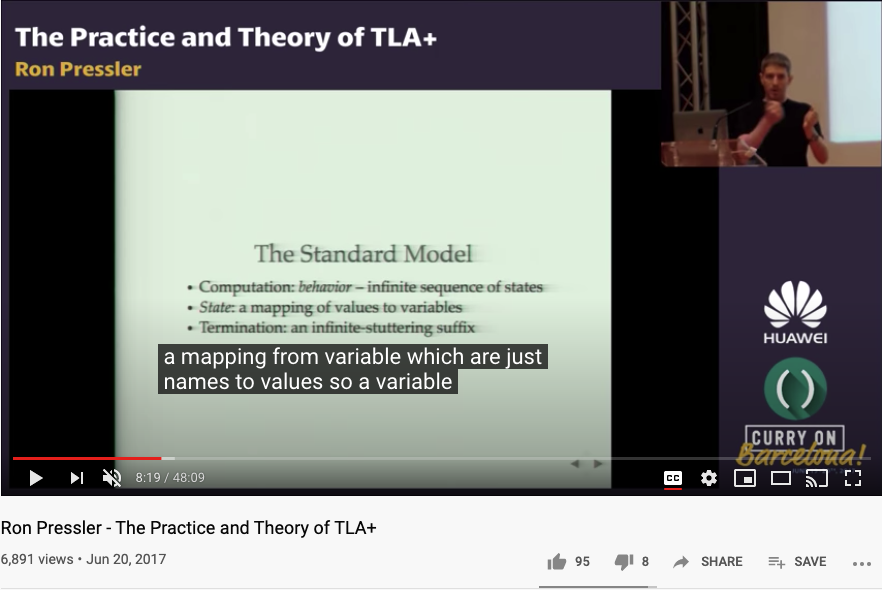 The Practice and Theory of TLA+
Ron Pressler
The Standard Model
• Computation: behavior – infinite sequence of states
• State: a mapping of values to variables
• Termination: an infinite-stuttering suffix
a mapping from variable which are just
names to values so a variable
HUAWEI
( )
CURRY ON
Barcelona!
8:19 / 48:09
CC
Ron Pressler - The Practice and Theory of TLA+
6,891 views • Jun 20, 2017
95
8
SHARE
SAVE